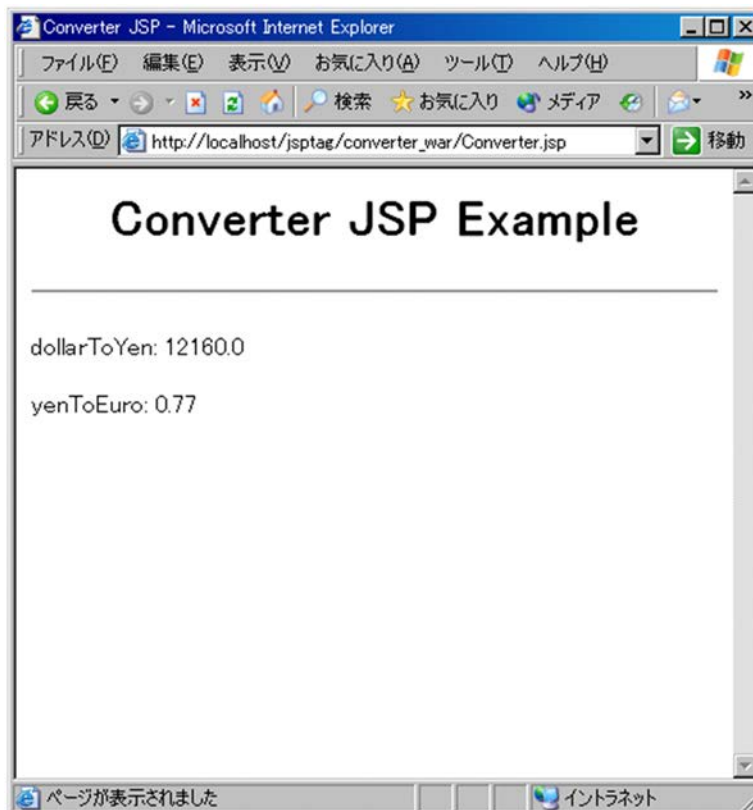 Converter JSP - Microsoft Internet Explorer
ファイル(F) 編集(E) 表示(V) お気に入り(A) ツール(T) ヘルプ(H)
戻る 検索 お気に入り メディア »
アドレス(D) http://localhost/jsptag/converter_war/Converter.jsp 移動
Converter JSP Example
dollarToYen: 12160.0
yenToEuro: 0.77
ページが表示されました イントラネット